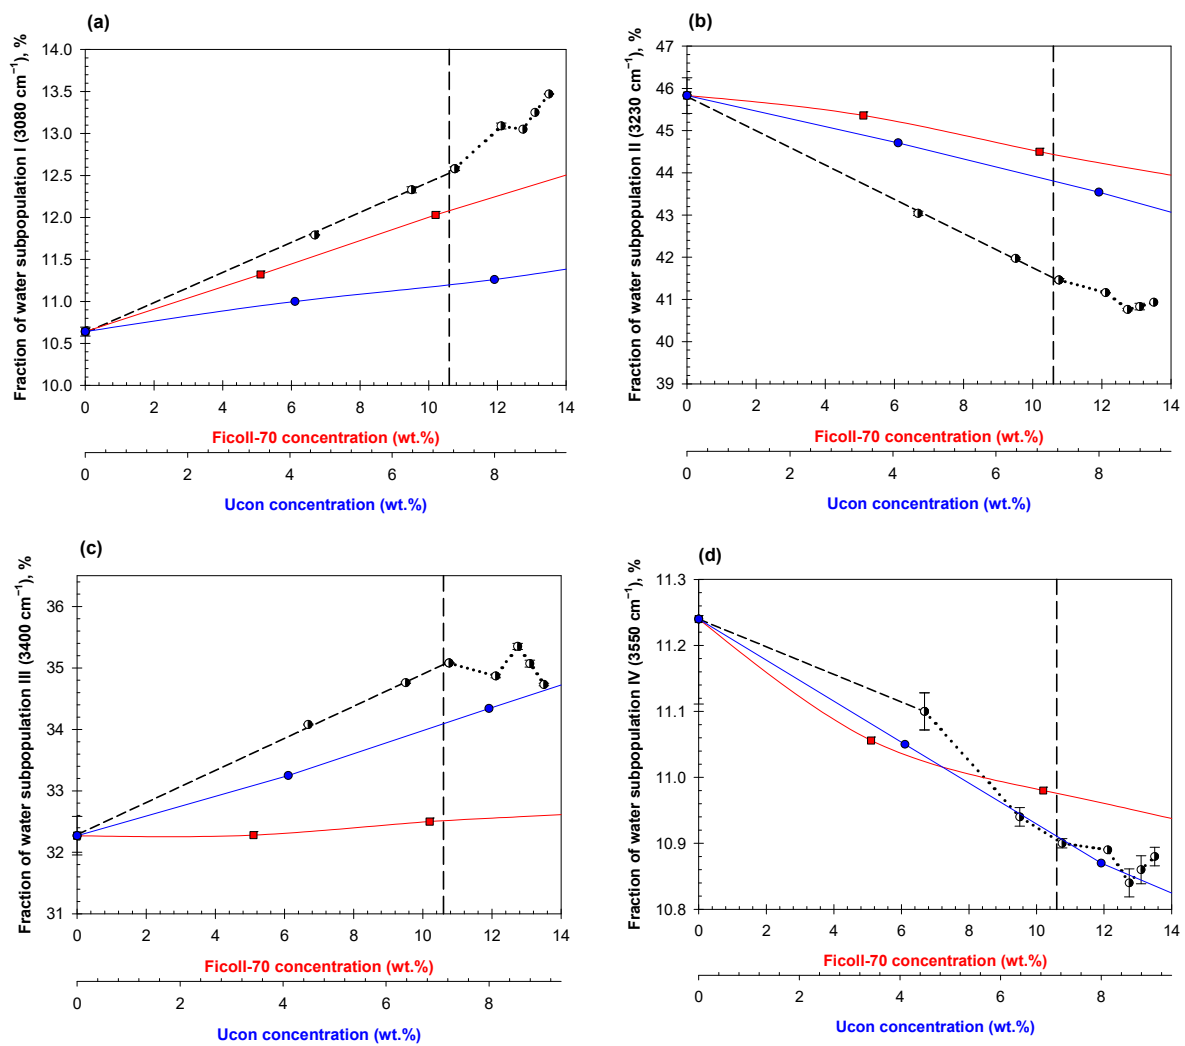 (a)
Fraction of water subpopulation I (3080 cm⁻¹), %
14.0
13.5
13.0
12.5
12.0
11.5
11.0
10.5
10.0
0 2 4 6 8 10 12 14
Ficoll-70 concentration (wt.%)
0 2 4 6 8
Ucon concentration (wt.%)
(b)
Fraction of water subpopulation II (3230 cm⁻¹), %
47
46
45
44
43
42
41
40
39
0 2 4 6 8 10 12 14
Ficoll-70 concentration (wt.%)
0 2 4 6 8
Ucon concentration (wt.%)
(c)
Fraction of water subpopulation III (3400 cm⁻¹), %
36
35
34
33
32
31
0 2 4 6 8 10 12 14
Ficoll-70 concentration (wt.%)
0 2 4 6 8
Ucon concentration (wt.%)
(d)
Fraction of water subpopulation IV (3550 cm⁻¹), %
11.3
11.2
11.1
11.0
10.9
10.8
0 2 4 6 8 10 12 14
Ficoll-70 concentration (wt.%)
0 2 4 6 8
Ucon concentration (wt.%)